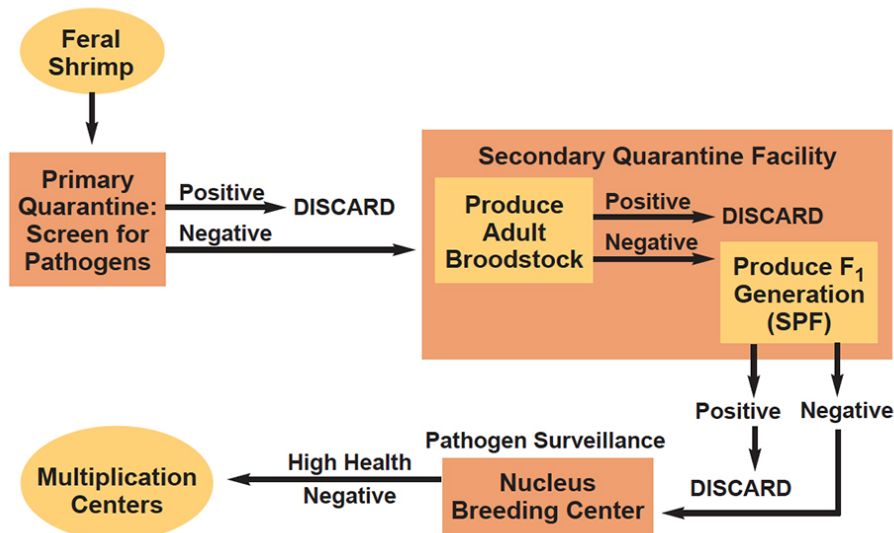 Feral
Shrimp
Primary
Quarantine:
Screen for
Pathogens
Positive
DISCARD
Negative
Secondary Quarantine Facility
Produce
Adult
Broodstock
Positive
DISCARD
Negative
Produce F₁
Generation
(SPF)
Positive
Negative
DISCARD
Pathogen Surveillance
Nucleus
Breeding Center
High Health
Negative
Multiplication
Centers